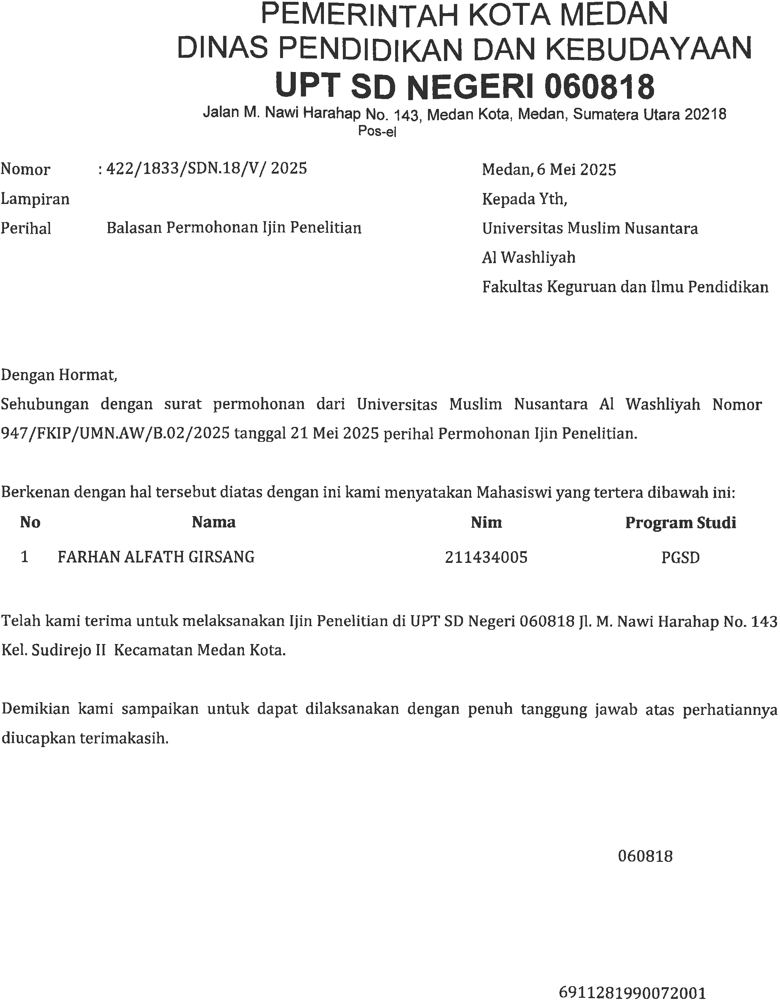 PEMERINTAH KOTA MEDAN
DINAS PENDIDIKAN DAN KEBUDAYAAN
UPT SD NEGERI 060818
Jalan M. Nawi Harahap No. 143, Medan Kota, Medan, Sumatera Utara 20218
Pos-el
Nomor : 422/1833/SDN.18/V/ 2025
Lampiran
Perihal Balasan Permohonan Ijin Penelitian
Medan, 6 Mei 2025
Kepada Yth,
Universitas Muslim Nusantara
Al Washliyah
Fakultas Keguruan dan Ilmu Pendidikan
Dengan Hormat,
Sehubungan dengan surat permohonan dari Universitas Muslim Nusantara Al Washliyah Nomor
947/FKIP/UMN.AW/B.02/2025 tanggal 21 Mei 2025 perihal Permohonan Ijin Penelitian.
Berkenan dengan hal tersebut diatas dengan ini kami menyatakan Mahasiswi yang tertera dibawah ini:
No Nama Nim Program Studi
1 FARHAN ALFATH GIRSANG 211434005 PGSD
Telah kami terima untuk melaksanakan Ijin Penelitian di UPT SD Negeri 060818 Jl. M. Nawi Harahap No. 143
Kel. Sudirejo II Kecamatan Medan Kota.
Demikian kami sampaikan untuk dapat dilaksanakan dengan penuh tanggung jawab atas perhatiannya
diucapkan terimakasih.
060818
6911281990072001